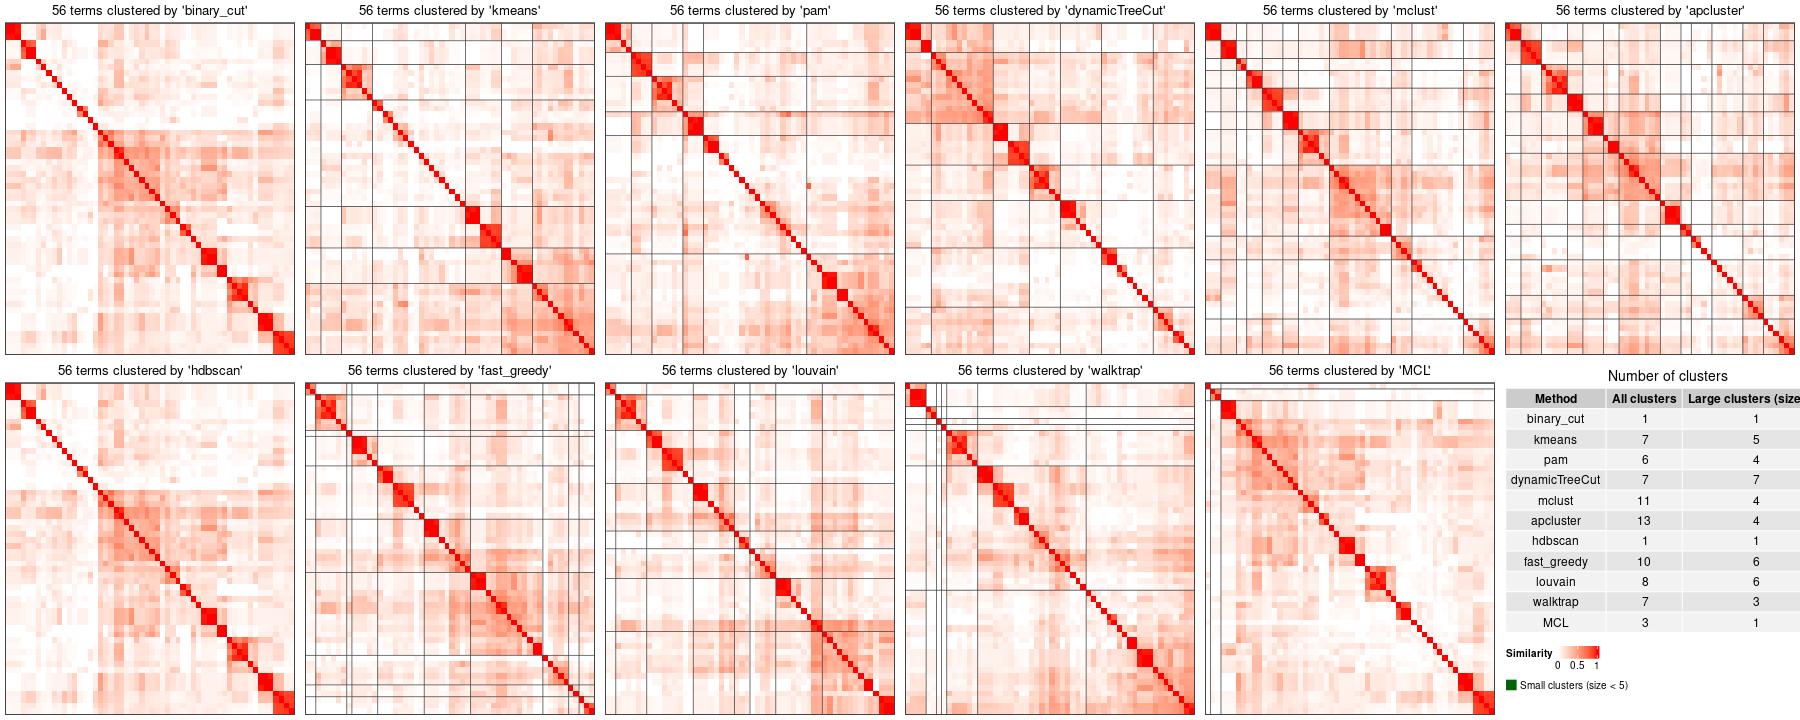 56 terms clustered by 'binary_cut'
56 terms clustered by 'kmeans'
56 terms clustered by 'pam'
56 terms clustered by 'dynamicTreeCut'
56 terms clustered by 'mclust'
56 terms clustered by 'apcluster'
56 terms clustered by 'hdbscan'
56 terms clustered by 'fast_greedy'
56 terms clustered by 'louvain'
56 terms clustered by 'walktrap'
56 terms clustered by 'MCL'
Number of clusters
Method All clusters Large clusters (size
binary_cut 1 1
kmeans 7 5
pam 6 4
dynamicTreeCut 7 7
mclust 11 4
apcluster 13 4
hdbscan 1 1
fast_greedy 10 6
louvain 8 6
walktrap 7 3
MCL 3 1
Similarity
0 0.5 1
Small clusters (size < 5)